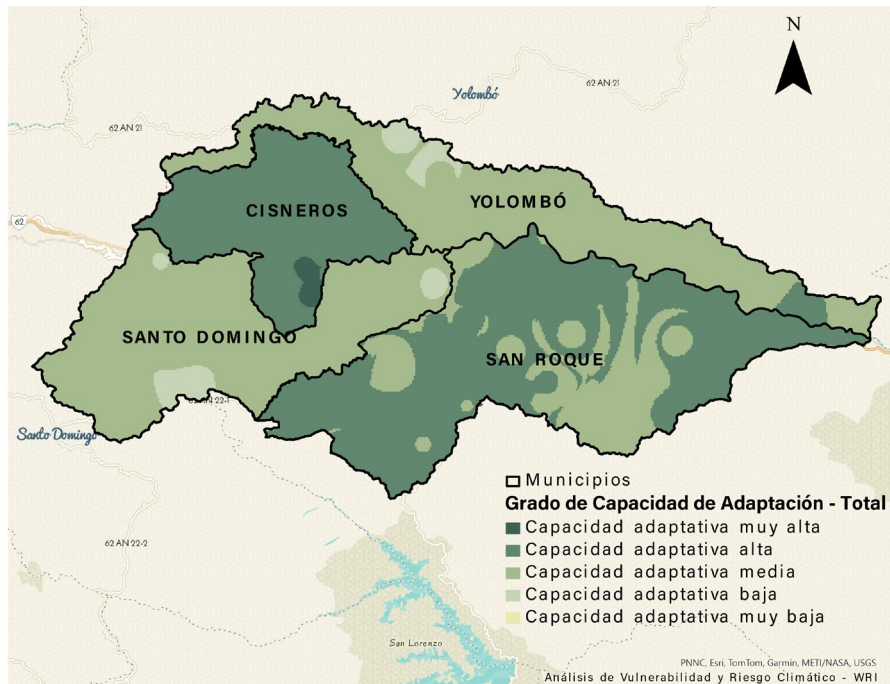 N
Yolombó
62 AN 21
62 AN 21
YOLOMBÓ
CISNEROS
62
SANTO DOMINGO
SAN ROQUE
AN 22-1
Santo Domingo
Municipios
Grado de Capacidad de Adaptación - Total
Capacidad adaptativa muy alta
Capacidad adaptativa alta
62 AN 22-2
Capacidad adaptativa media
Capacidad adaptativa baja
Capacidad adaptativa muy baja
San Lorenzo
PNNC, Esri, TomTom, Garmin, METI/NASA, USGS
Análisis de Vulnerabilidad y Riesgo Climático - WRI